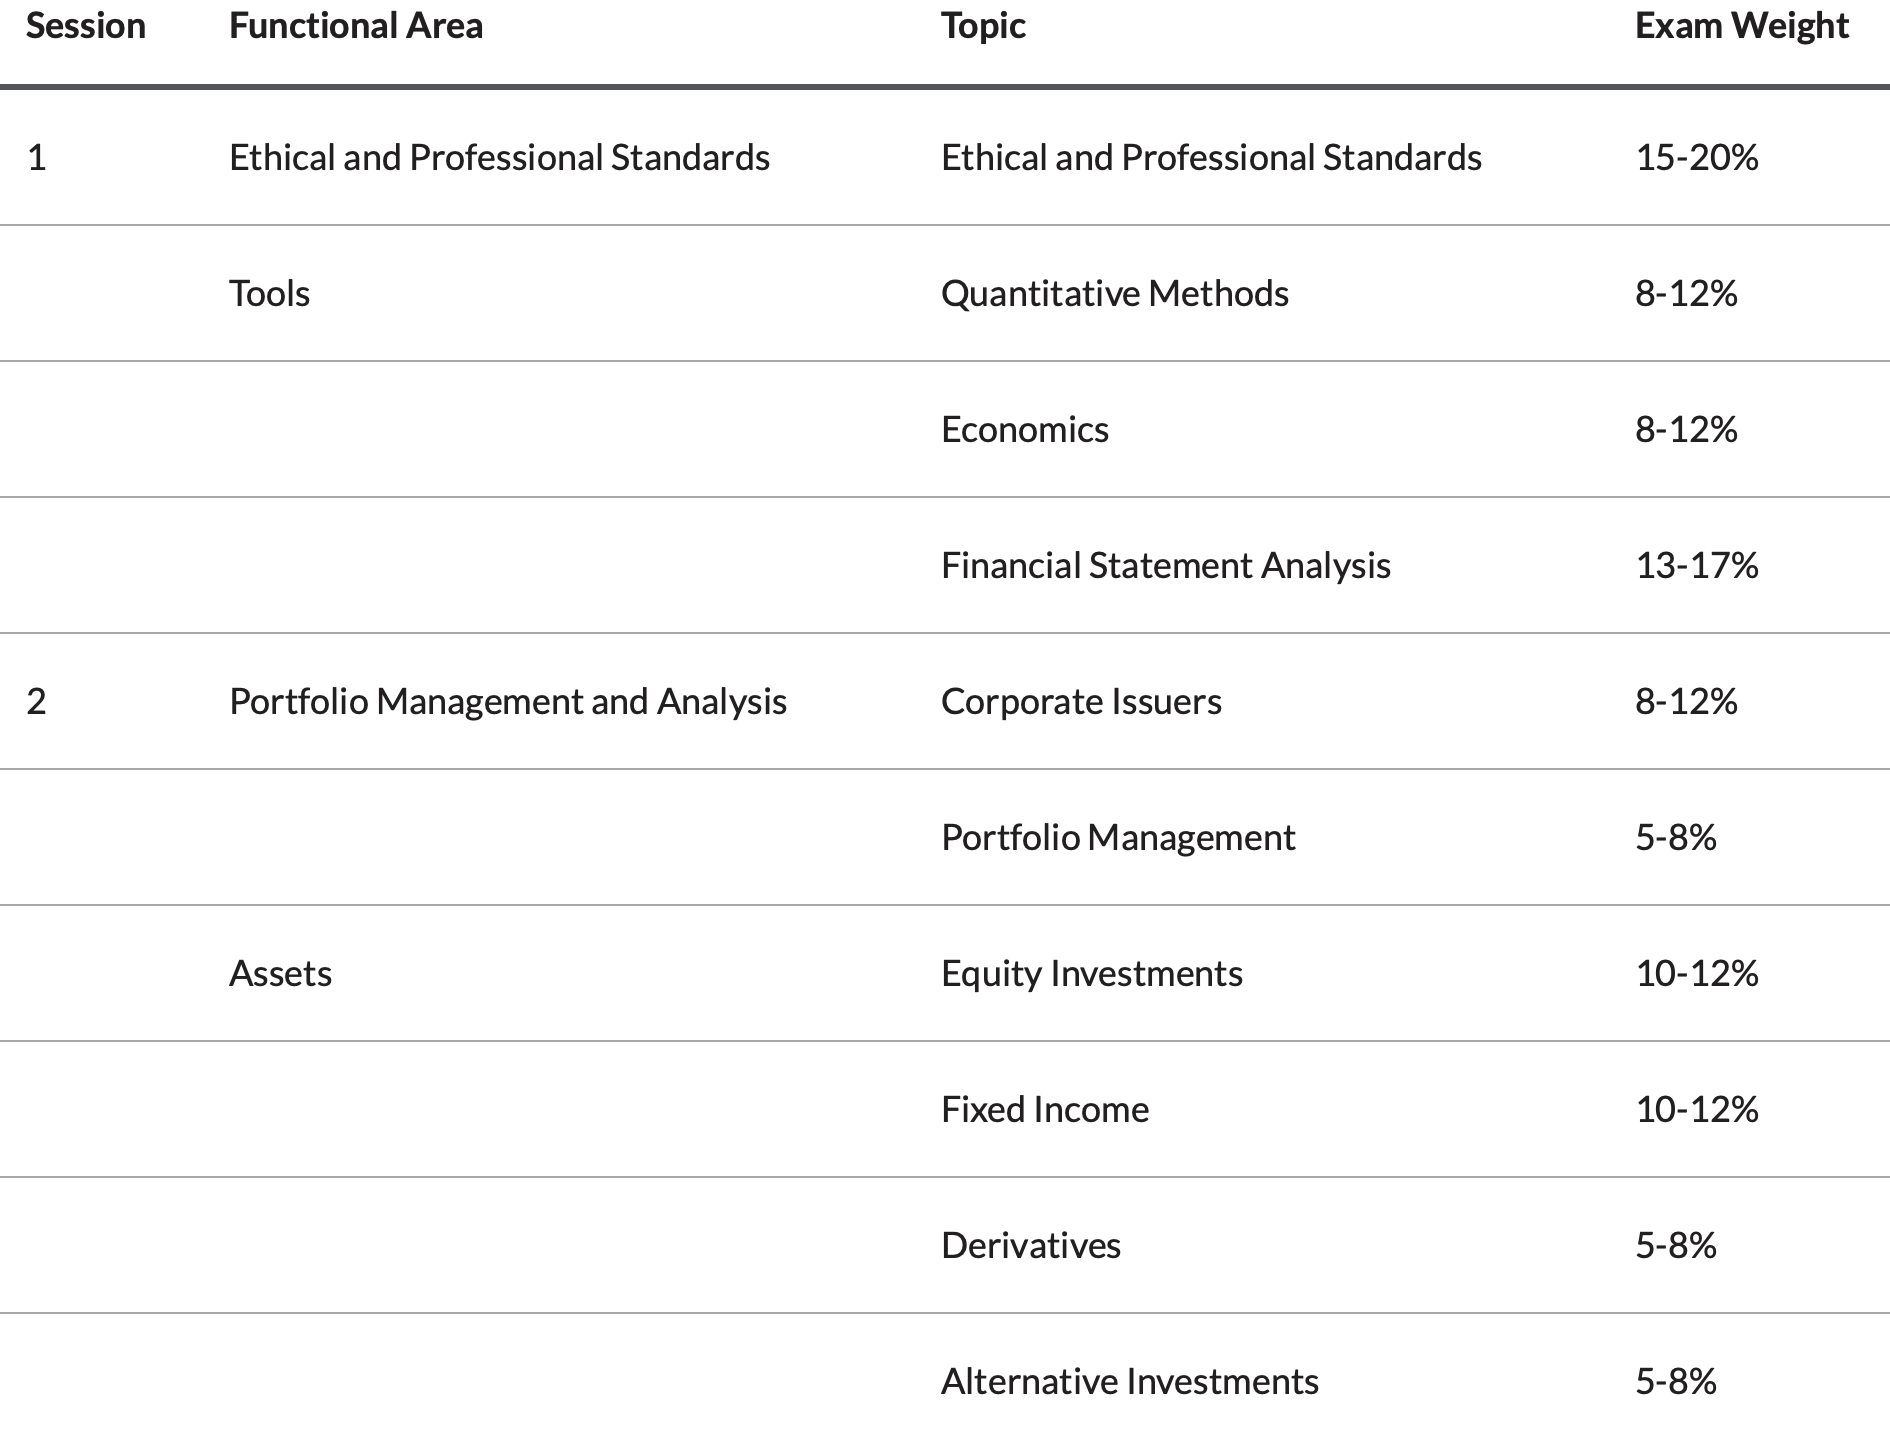 Session Functional Area Topic Exam Weight
1 Ethical and Professional Standards Ethical and Professional Standards 15-20%
Tools Quantitative Methods 8-12%
Economics 8-12%
Financial Statement Analysis 13-17%
2 Portfolio Management and Analysis Corporate Issuers 8-12%
Portfolio Management 5-8%
Assets Equity Investments 10-12%
Fixed Income 10-12%
Derivatives 5-8%
Alternative Investments 5-8%